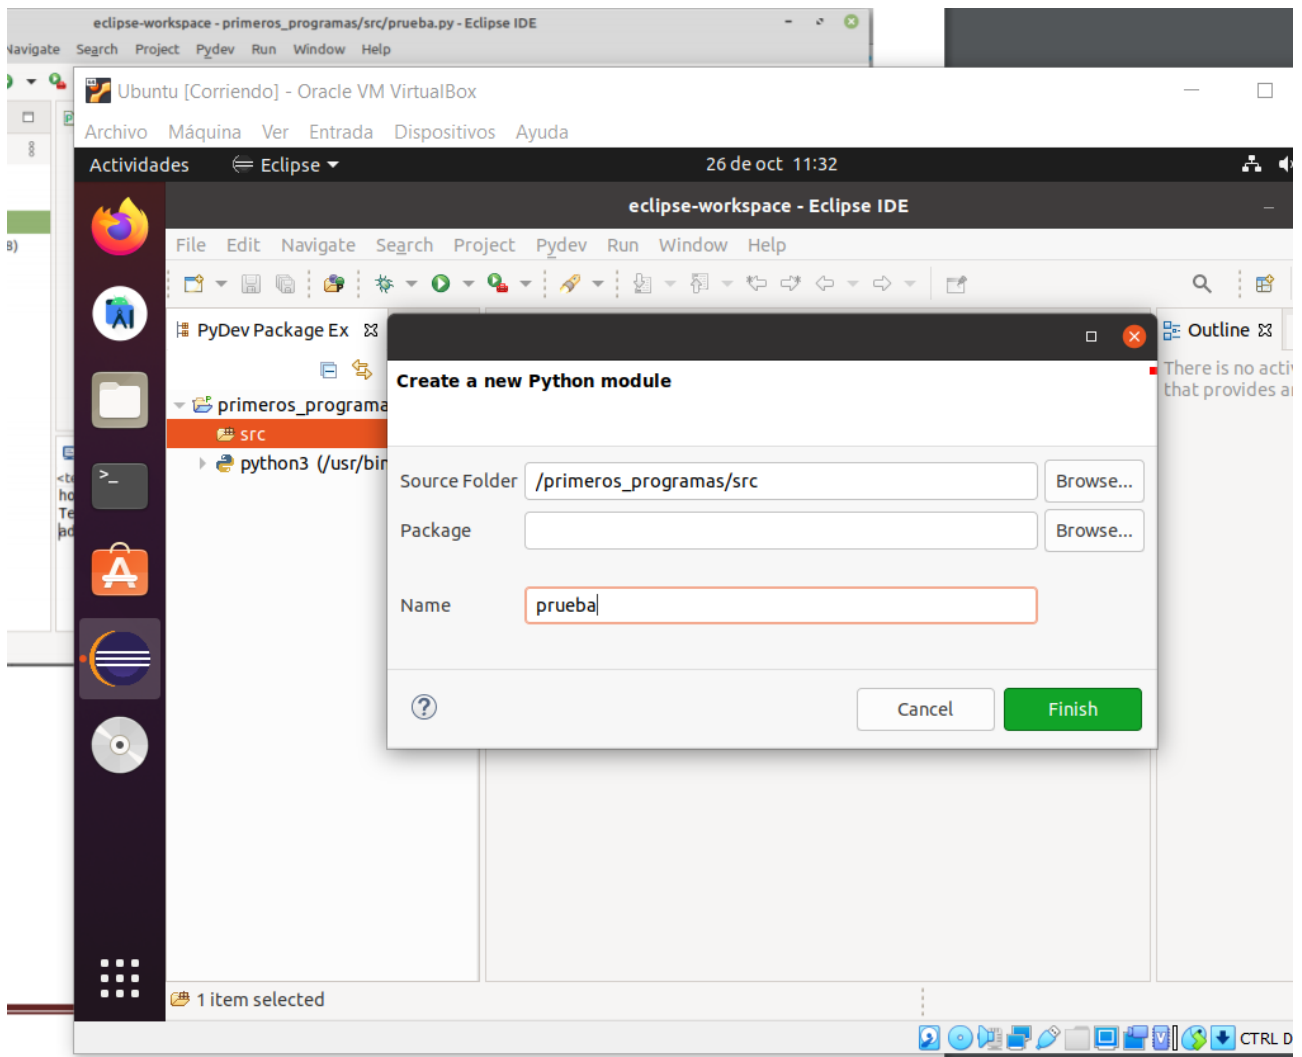 eclipse-workspace - primeros_programas/src/prueba.py - Eclipse IDE
Navigate Search Project Pydev Run Window Help
Ubuntu [Corriendo] - Oracle VM VirtualBox
Archivo Máquina Ver Entrada Dispositivos Ayuda
Actividades Eclipse 26 de oct 11:32
eclipse-workspace - Eclipse IDE
File Edit Navigate Search Project Pydev Run Window Help
PyDev Package Ex Outline
There is no acti
that provides a
Create a new Python module
primeros_programa
src
python3 (/usr/bin
Source Folder /primeros_programas/src Browse...
Package Browse...
Name prueba
Cancel Finish
1 item selected
CTRL D